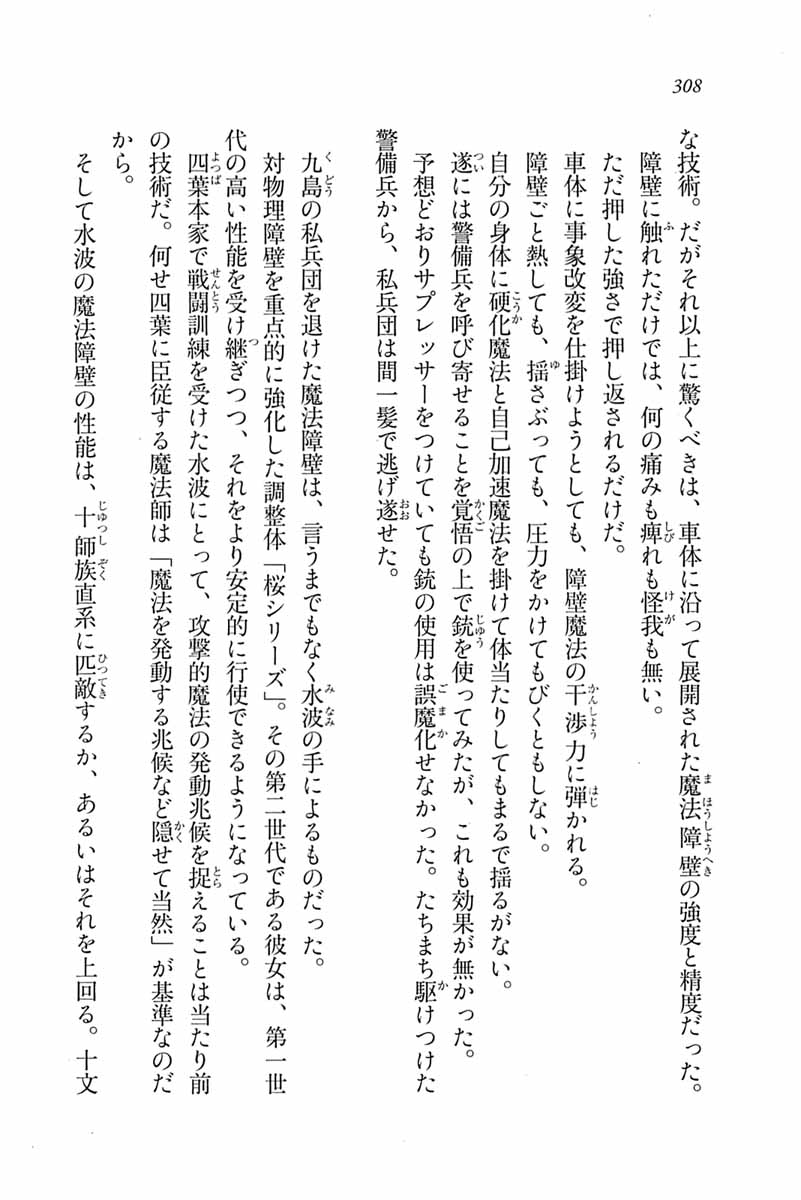 308
な技術。だがそれ以上に驚くべきは、車体に沿って展開された魔法障壁の強度と精度だった。
障壁に触れただけでは、何の痛みも痺れも怪我も無い。
ただ押した強さで押し返されるだけだ。
車体に事象改変を仕掛けようとしても、障壁魔法の干渉力に弾かれる。
障壁ごと熱しても、揺さぶっても、圧力をかけてもびくともしない。
自分の身体に硬化魔法と自己加速魔法を掛けて体当たりしてもまるで揺るがない。
遂には警備兵を呼び寄せることを覚悟の上で銃を使ってみたが、これも効果が無かった。
予想どおりサプレッサーをつけていても銃の使用は誤魔化せなかった。たちまち駆けつけた
警備兵から、私兵団は間一髪で逃げ遂せた。
九島の私兵団を退けた魔法障壁は、言うまでもなく水波の手によるものだった。
対物理障壁を重点的に強化した調整体「桜シリーズ」。その第二世代である彼女は、第一世
代の高い性能を受け継ぎつつ、それをより安定的に行使できるようになっている。
四葉本家で戦闘訓練を受けた水波にとって、攻撃的魔法の発動兆候を捉えることは当たり前
の技術だ。何せ四葉に臣従する魔法師は「魔法を発動する兆候など隠せて当然」が基準なのだ
から。
そして水波の魔法障壁の性能は、十師族直系に匹敵するか、あるいはそれを上回る。十文